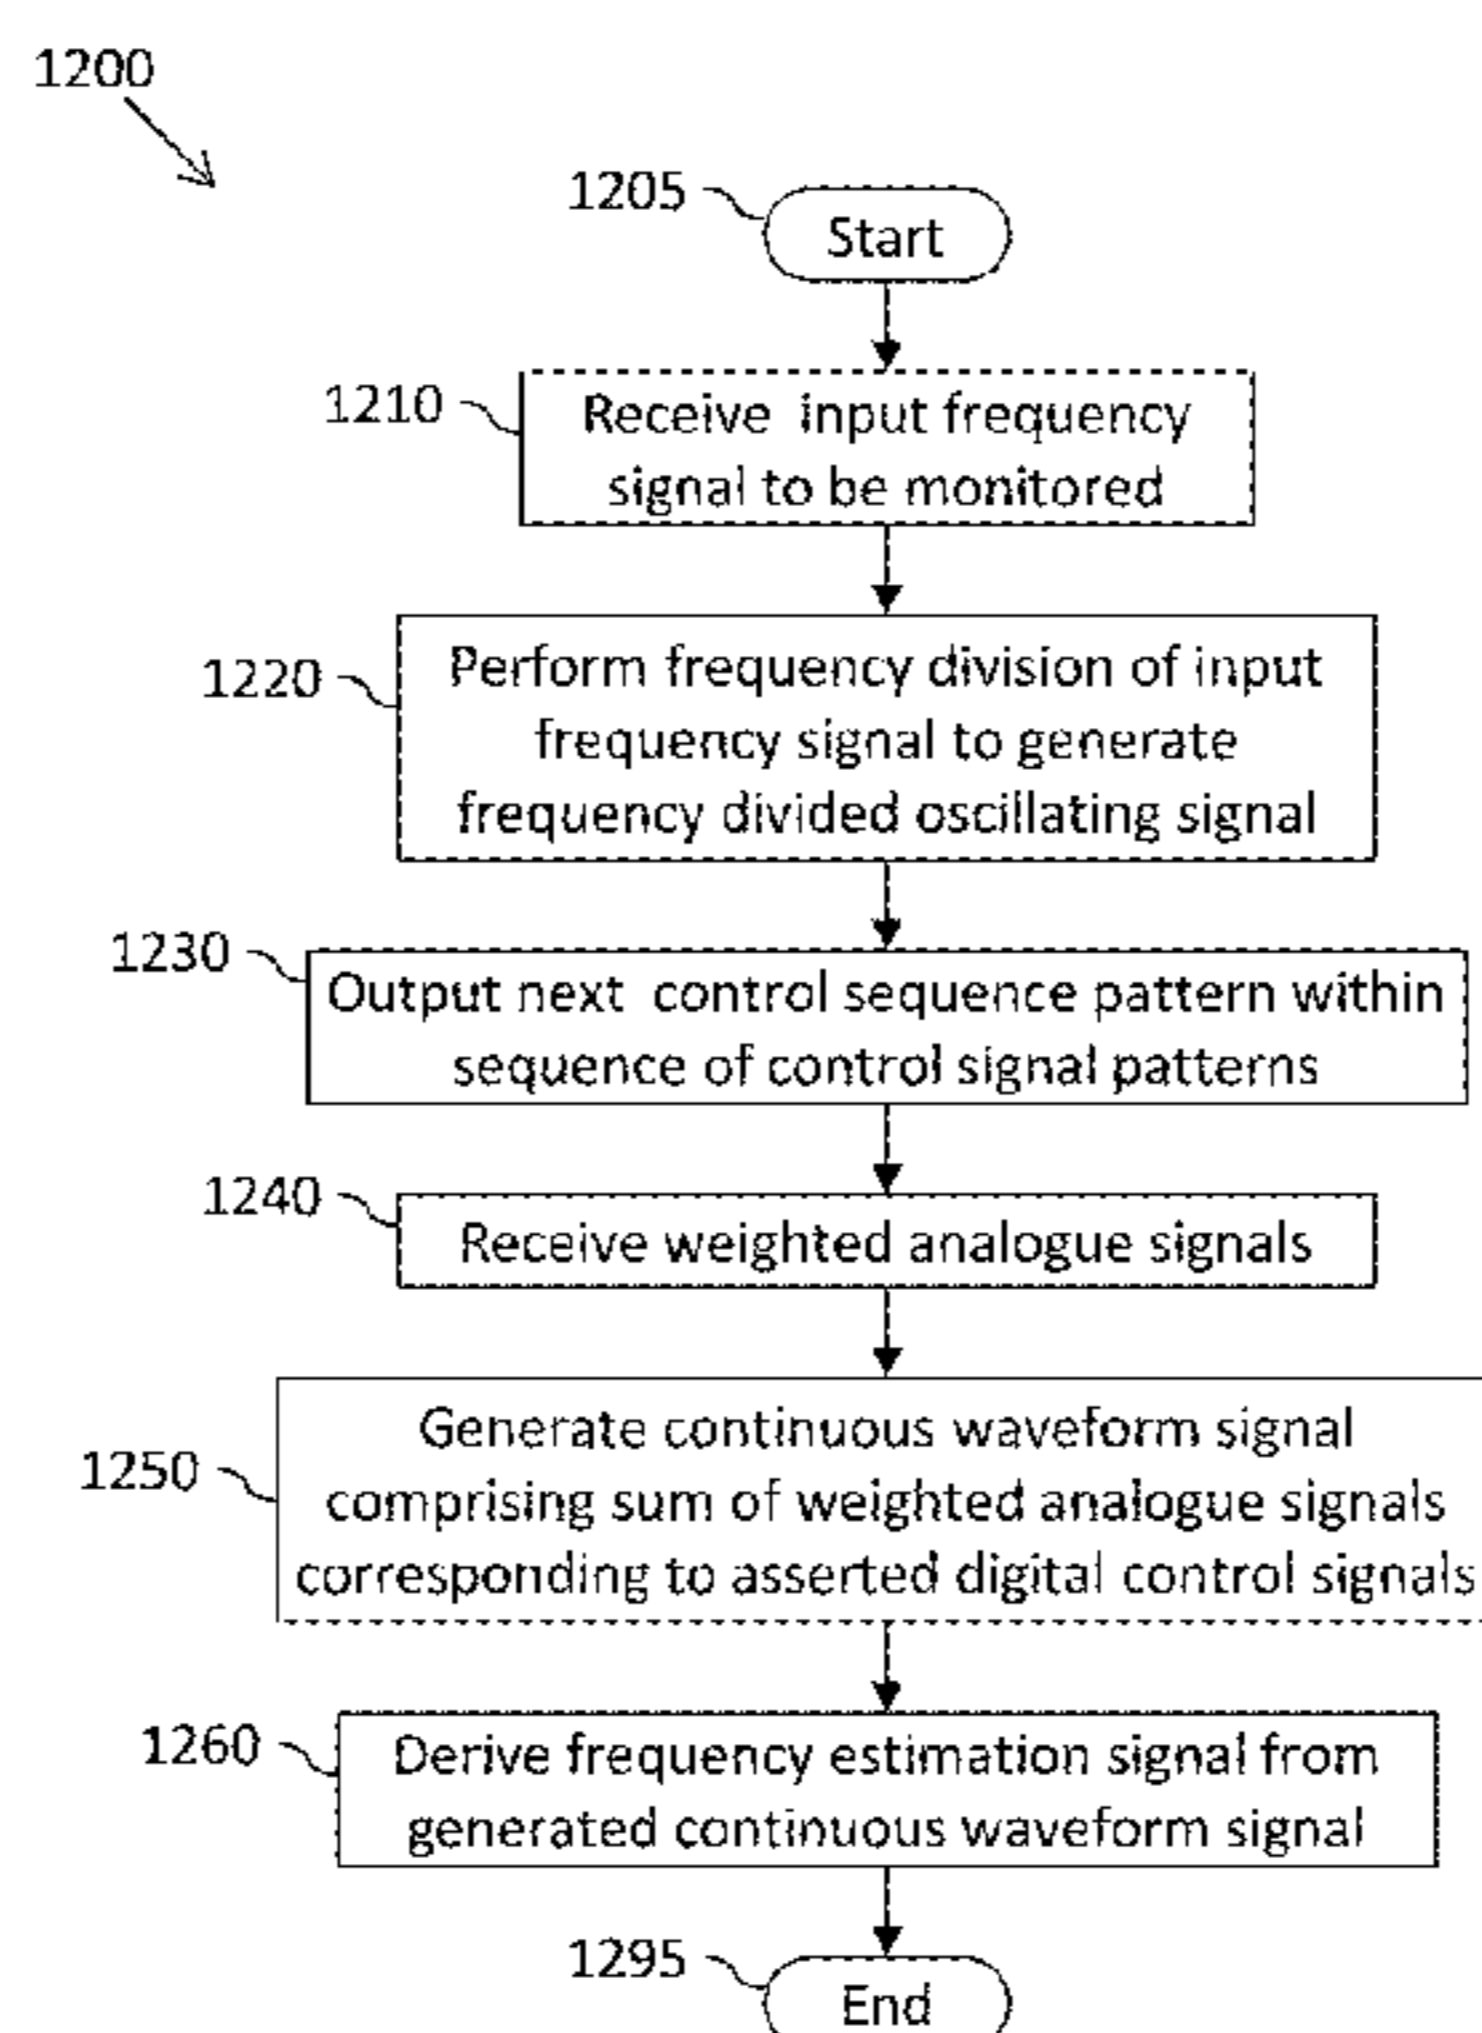 1200
1205
Start
1210
Receive input frequency
signal to be monitored
1220
Perform frequency division of input
frequency signal to generate
frequency divided oscillating signal
1230
Output next control sequence pattern within
sequence of control signal patterns
1240
Receive weighted analogue signals
1250
Generate continuous waveform signal
comprising sum of weighted analogue signals
corresponding to asserted digital control signals
1260
Derive frequency estimation signal from
generated continuous waveform signal
1295
End